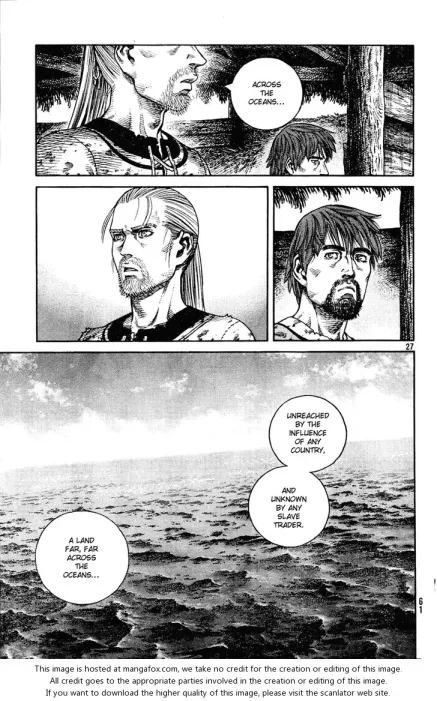 ACROSS
THE
OCEANS...
27
UNREACHED
BY THE
INFLUENCE
OF ANY
COUNTRY,
AND
UNKNOWN
BY ANY
SLAVE
TRADER.
A LAND
FAR, FAR
ACROSS
THE
OCEANS...
61
This image is hosted at mangafox.com, we take no credit for the creation or editing of this image.
All credit goes to the appropriate parties involved in the creation or editing of this image.
If you want to download the higher quality of this image, please visit the scanlator web site.